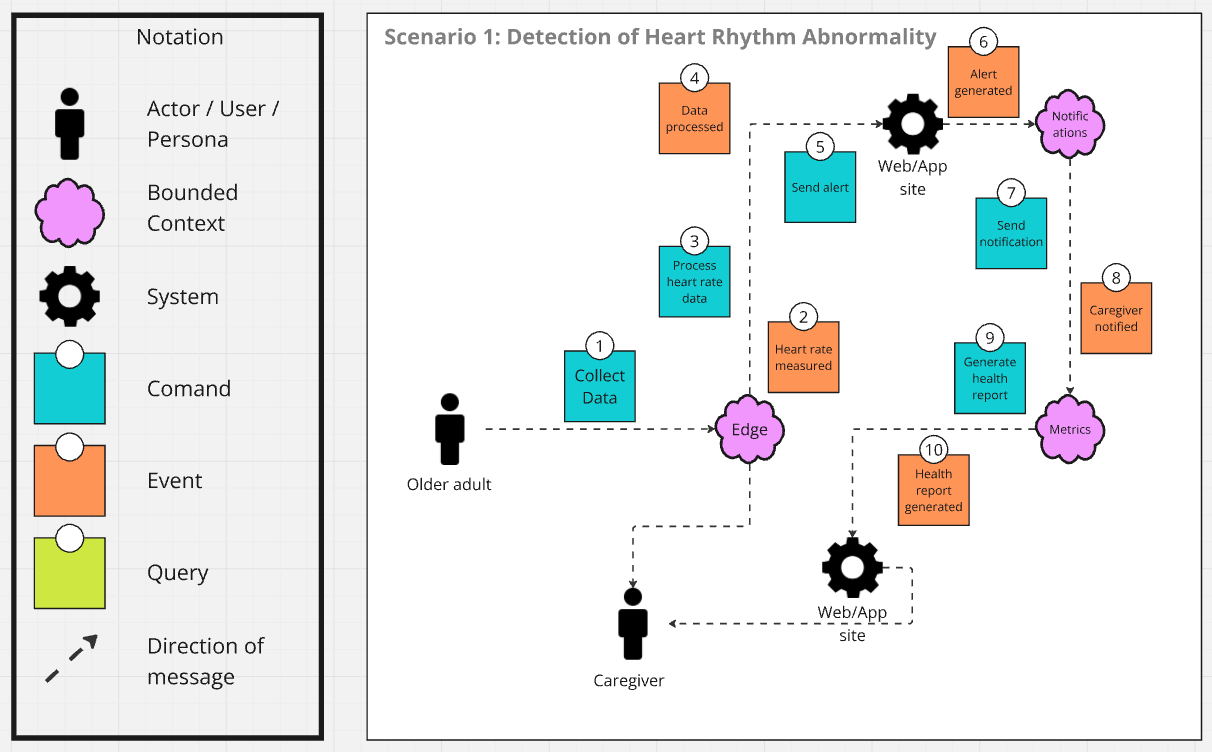 Notation
Actor / User /
Persona
Bounded
Context
System
Comand
Event
Query
Direction of
message
Scenario 1: Detection of Heart Rhythm Abnormality
6
Alert
generated
4
Data
processed
Notific
ations
5
Send alert
Web/App
site
7
Send
notification
3
Process
heart rate
data
8
Caregiver
notified
2
Heart rate
measured
1
Collect
Data
9
Generate
health
report
Edge
Metrics
Older adult
10
Health
report
generated
Web/App
site
Caregiver